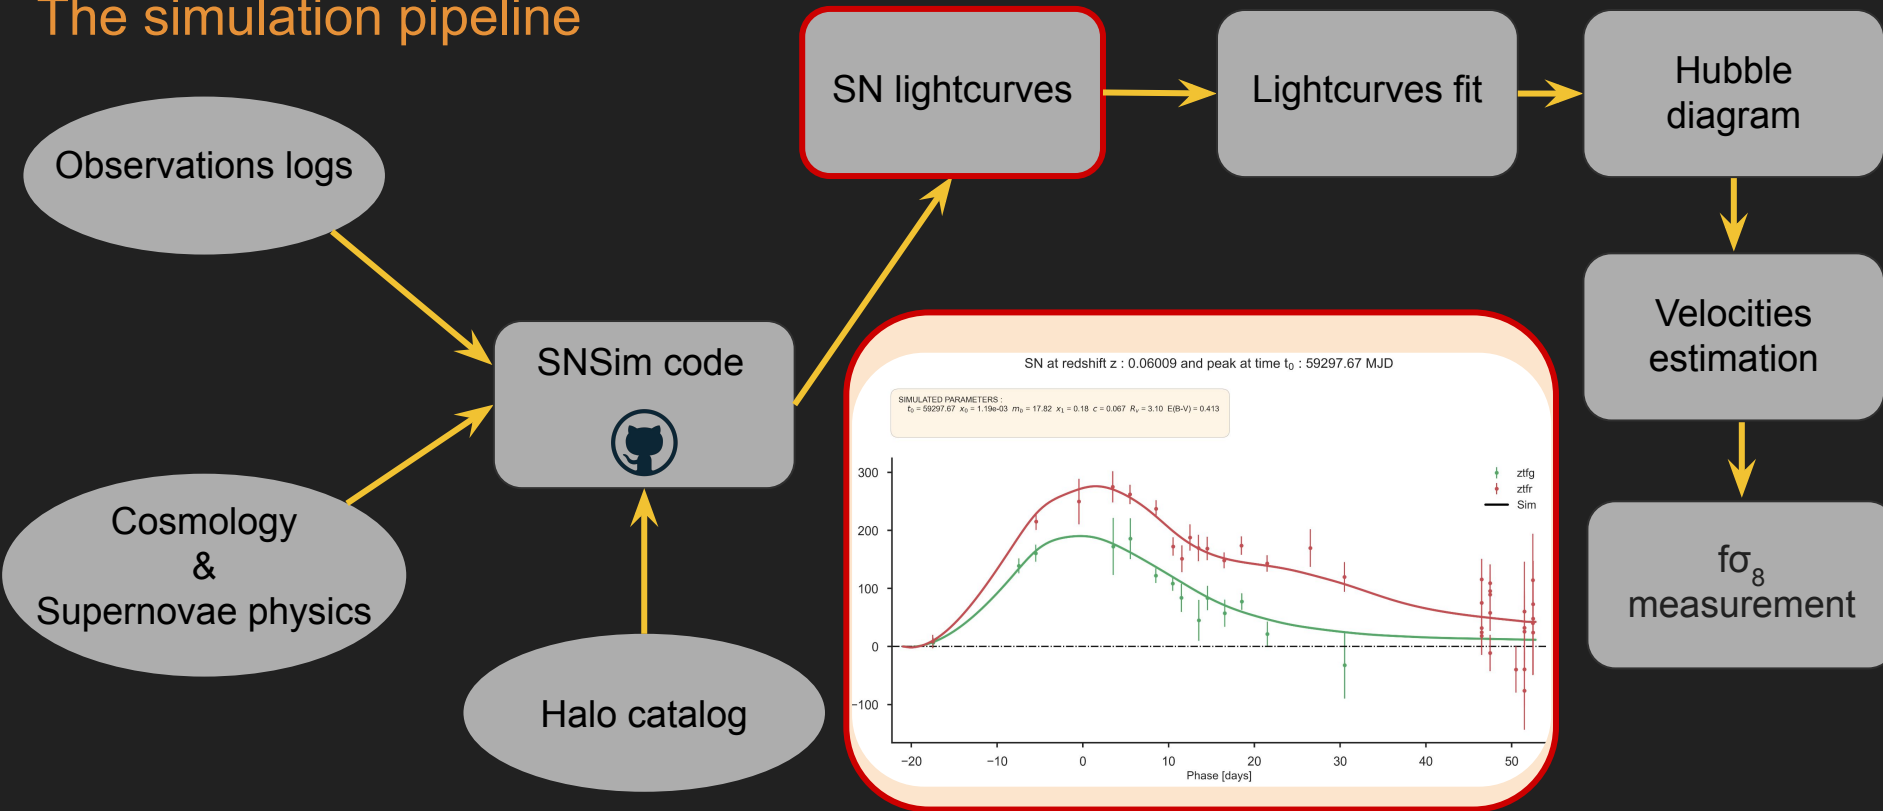 The simulation pipeline
Observations logs
Cosmology
&
Supernovae physics
Halo catalog
SNSim code
SN lightcurves
Lightcurves fit
Hubble
diagram
Velocities
estimation
fσ8
measurement
SN at redshift z : 0.06009 and peak at time t0 : 59297.67 MJD
SIMULATED PARAMETERS :
t0 = 59297.67 x0 = 1.19e-03 mb = 17.82 x1 = 0.18 c = 0.067 Rv = 3.10 E(B-V) = 0.413
ztfg
ztfr
Sim
300
200
100
0
−100
−20 −10 0 10 20 30 40 50
Phase [days]